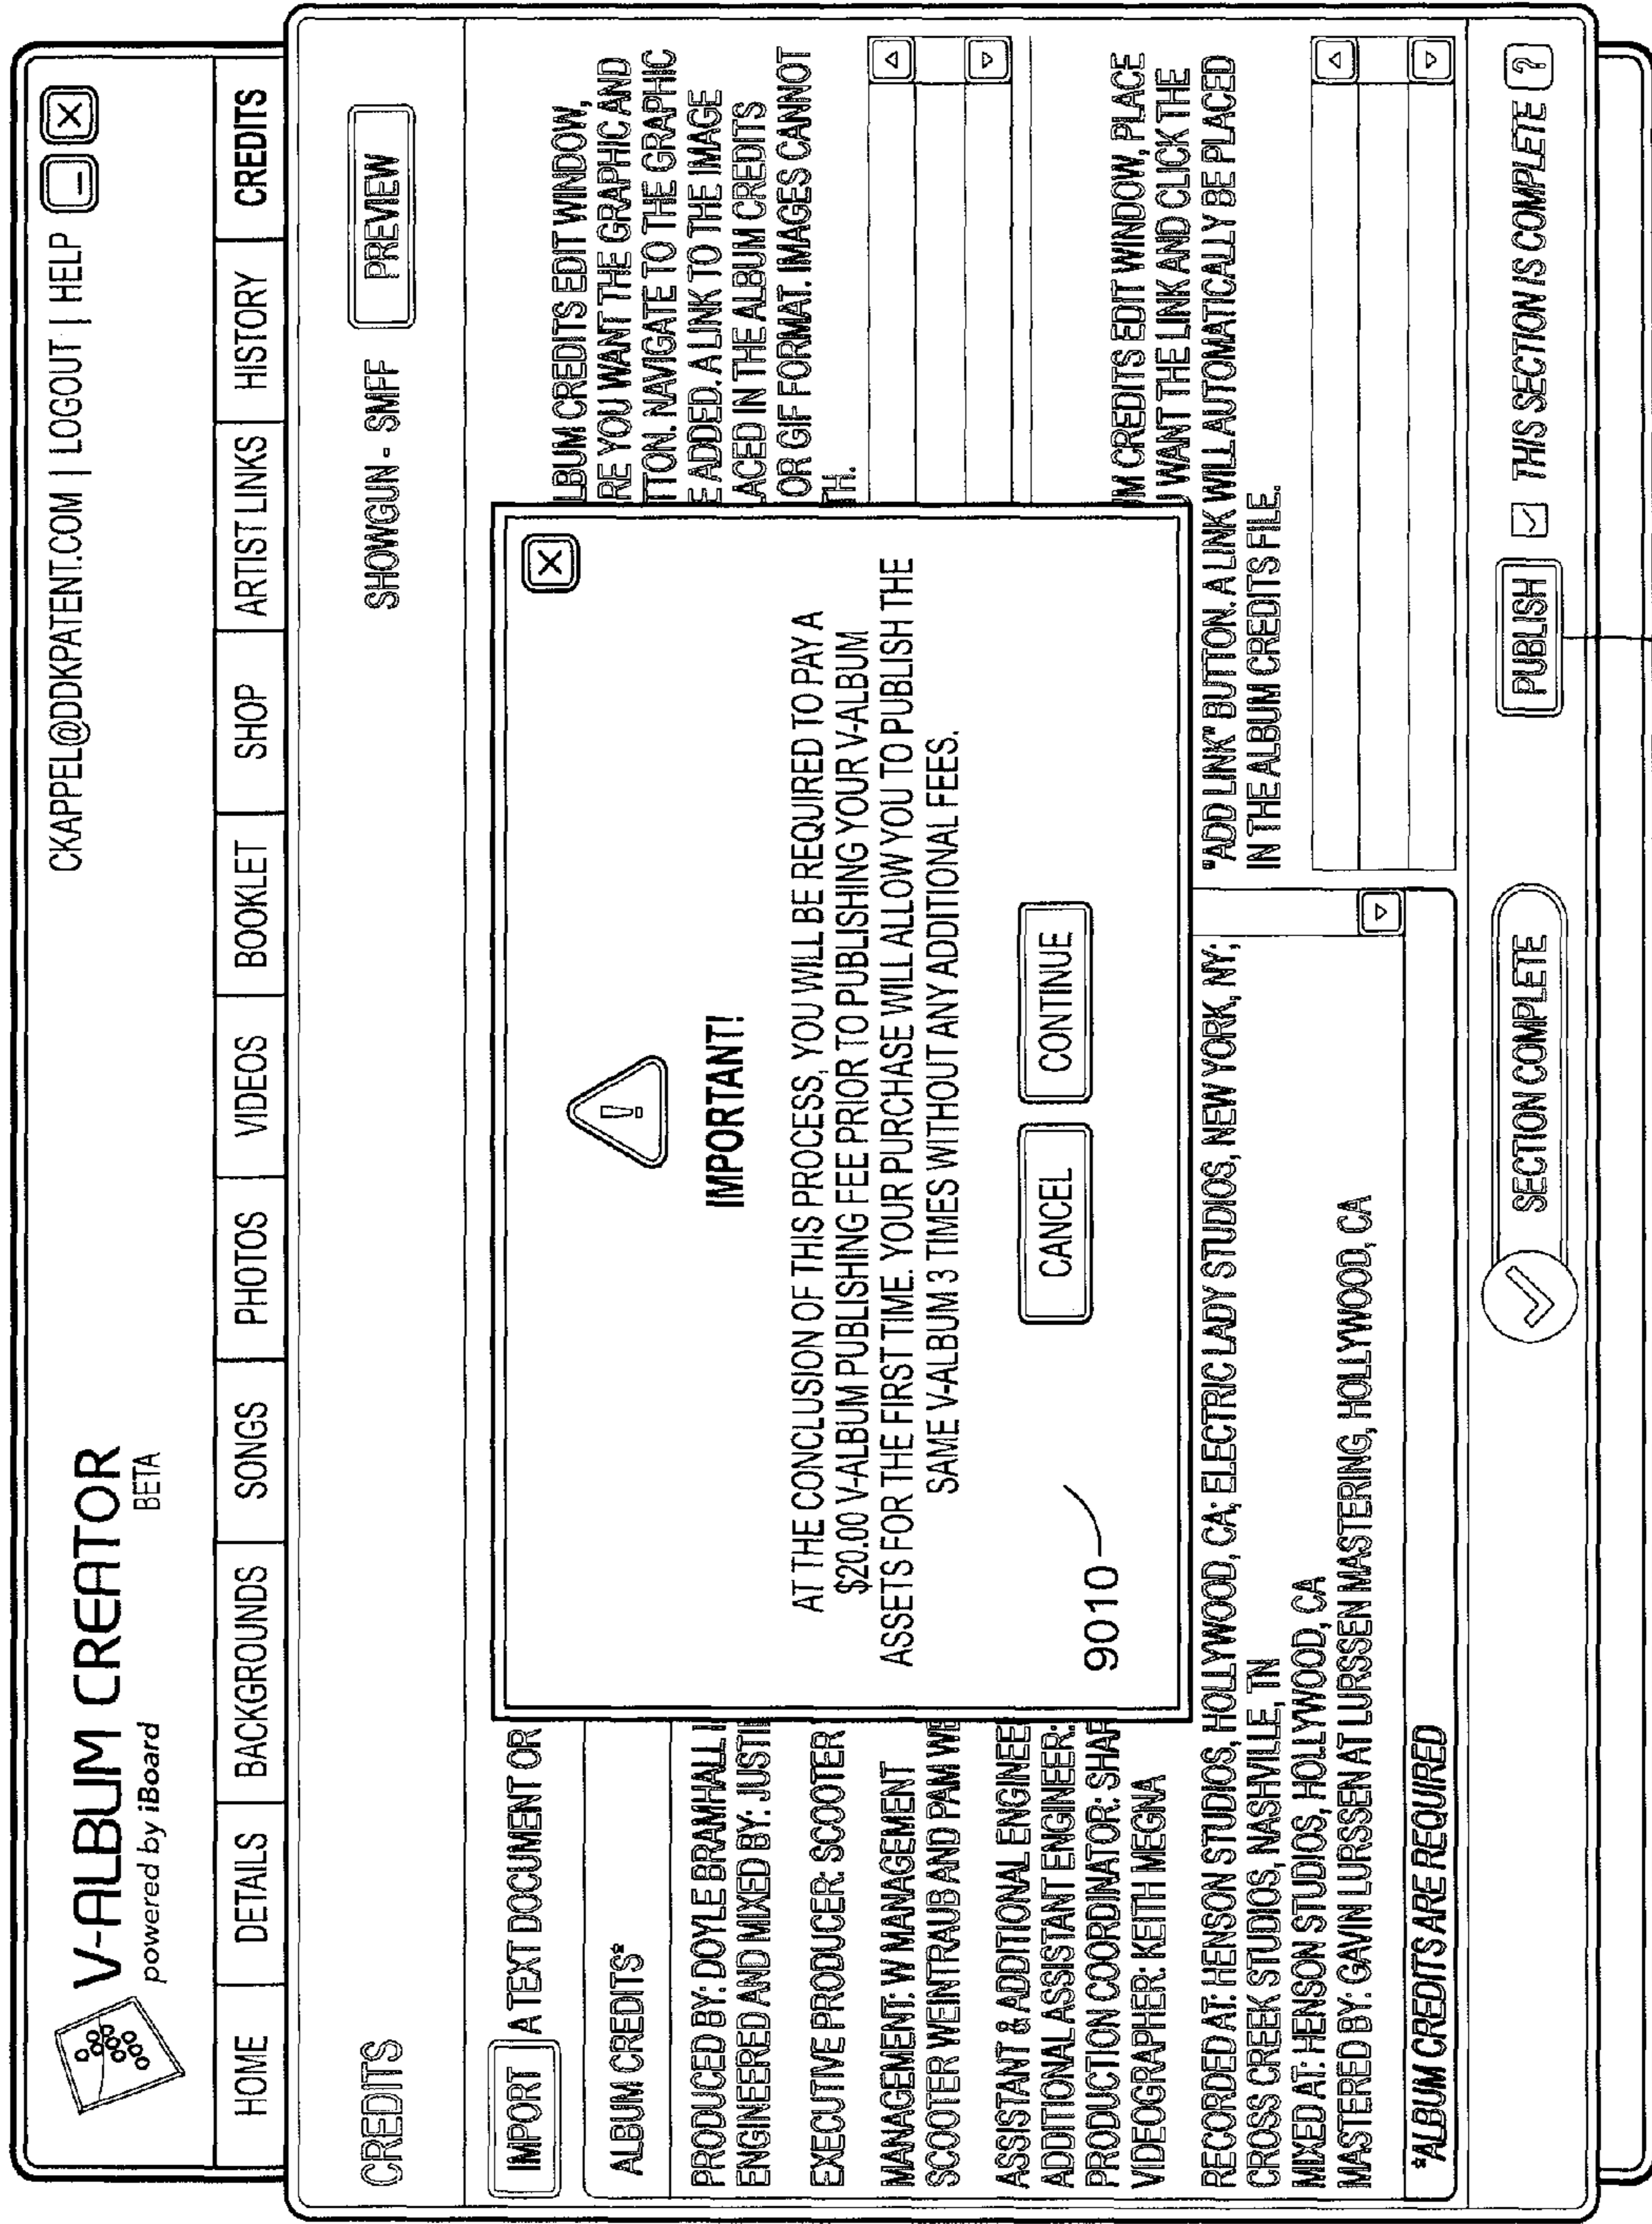 V-ALBUM CREATOR
powered by iBoard
BETA
CKAPPEL@DDKPATENT.COM | LOGOUT | HELP
HOME
DETAILS
BACKGROUNDS
SONGS
PHOTOS
VIDEOS
BOOKLET
SHOP
ARTIST LINKS
HISTORY
CREDITS
CREDITS
SHOWGUN - SMFF
PREVIEW
IMPORT A TEXT DOCUMENT OR
ALBUM CREDITS*
PRODUCED BY: DOYLE BRAMHALL
ENGINEERED AND MIXED BY: JUSTI
EXECUTIVE PRODUCER: SCOOTER
MANAGEMENT: W MANAGEMENT
SCOOTER WEINTRAUB AND PAM WE
ASSISTANT & ADDITIONAL ENGINEE
ADDITIONAL ASSISTANT ENGINEER:
PRODUCTION COORDINATOR: SHAR
VIDEOGRAPHER: KEITH MEGNA
RECORDED AT: HENSON STUDIOS, HOLLYWOOD, CA; ELECTRIC LADY STUDIOS, NEW YORK, NY;
CROSS CREEK STUDIOS, NASHVILLE, TN
MIXED AT: HENSON STUDIOS, HOLLYWOOD, CA
MASTERED BY: GAVIN LURSSEN AT LURSSEN MASTERING, HOLLYWOOD, CA
*ALBUM CREDITS ARE REQUIRED
LBUM CREDITS EDIT WINDOW,
RE YOU WANT THE GRAPHIC AND
TTON. NAVIGATE TO THE GRAPHIC
E ADDED. A LINK TO THE IMAGE
ACED IN THE ALBUM CREDITS
OR GIF FORMAT. IMAGES CANNOT
TH.
M CREDITS EDIT WINDOW, PLACE
WANT THE LINK AND CLICK THE
"ADD LINK" BUTTON. A LINK WILL AUTOMATICALLY BE PLACED
IN THE ALBUM CREDITS FILE.
IMPORTANT!
AT THE CONCLUSION OF THIS PROCESS, YOU WILL BE REQUIRED TO PAY A
$20.00 V-ALBUM PUBLISHING FEE PRIOR TO PUBLISHING YOUR V-ALBUM
ASSETS FOR THE FIRST TIME. YOUR PURCHASE WILL ALLOW YOU TO PUBLISH THE
SAME V-ALBUM 3 TIMES WITHOUT ANY ADDITIONAL FEES.
CANCEL
CONTINUE
9010
SECTION COMPLETE
PUBLISH
THIS SECTION IS COMPLETE ?